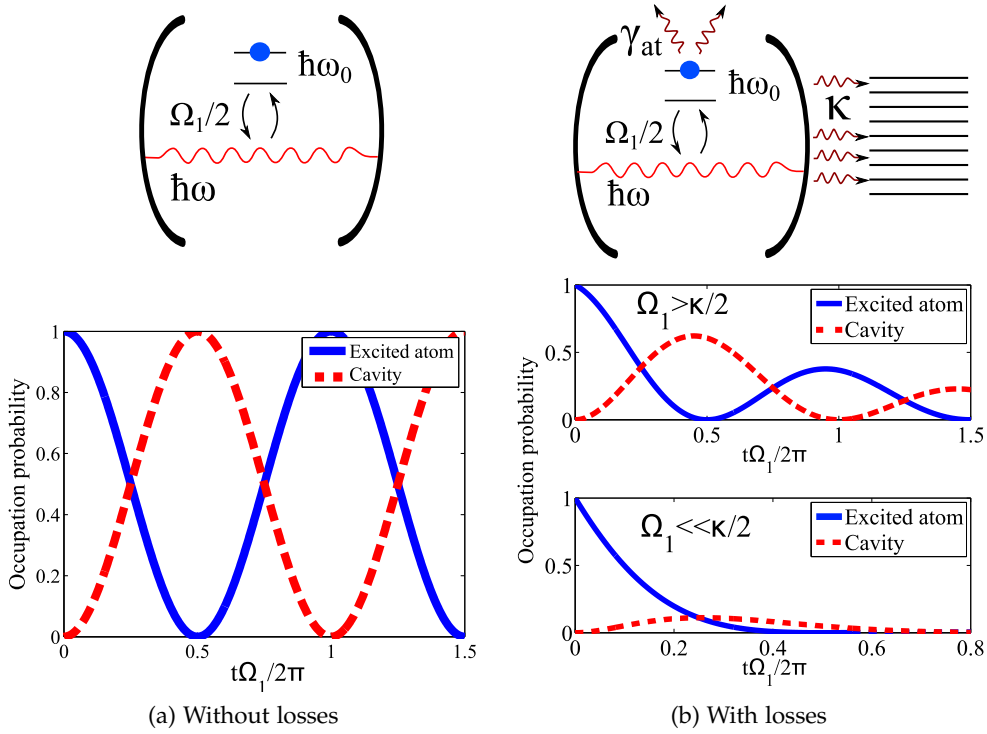 ħω₀
Ω₁/2
ħω
γat
ħω₀
Ω₁/2
κ
ħω
Occupation probability
1
0.8
0.6
0.4
0.2
0
Excited atom
Cavity
0 0.5 1 1.5
tΩ₁/2π
(a) Without losses
Occupation probability
1
0.5
0
Ω₁>κ/2
Excited atom
Cavity
0 0.5 1 1.5
tΩ₁/2π
1
0.5
0
Ω₁<<κ/2
Excited atom
Cavity
0 0.2 0.4 0.6 0.8
tΩ₁/2π
(b) With losses